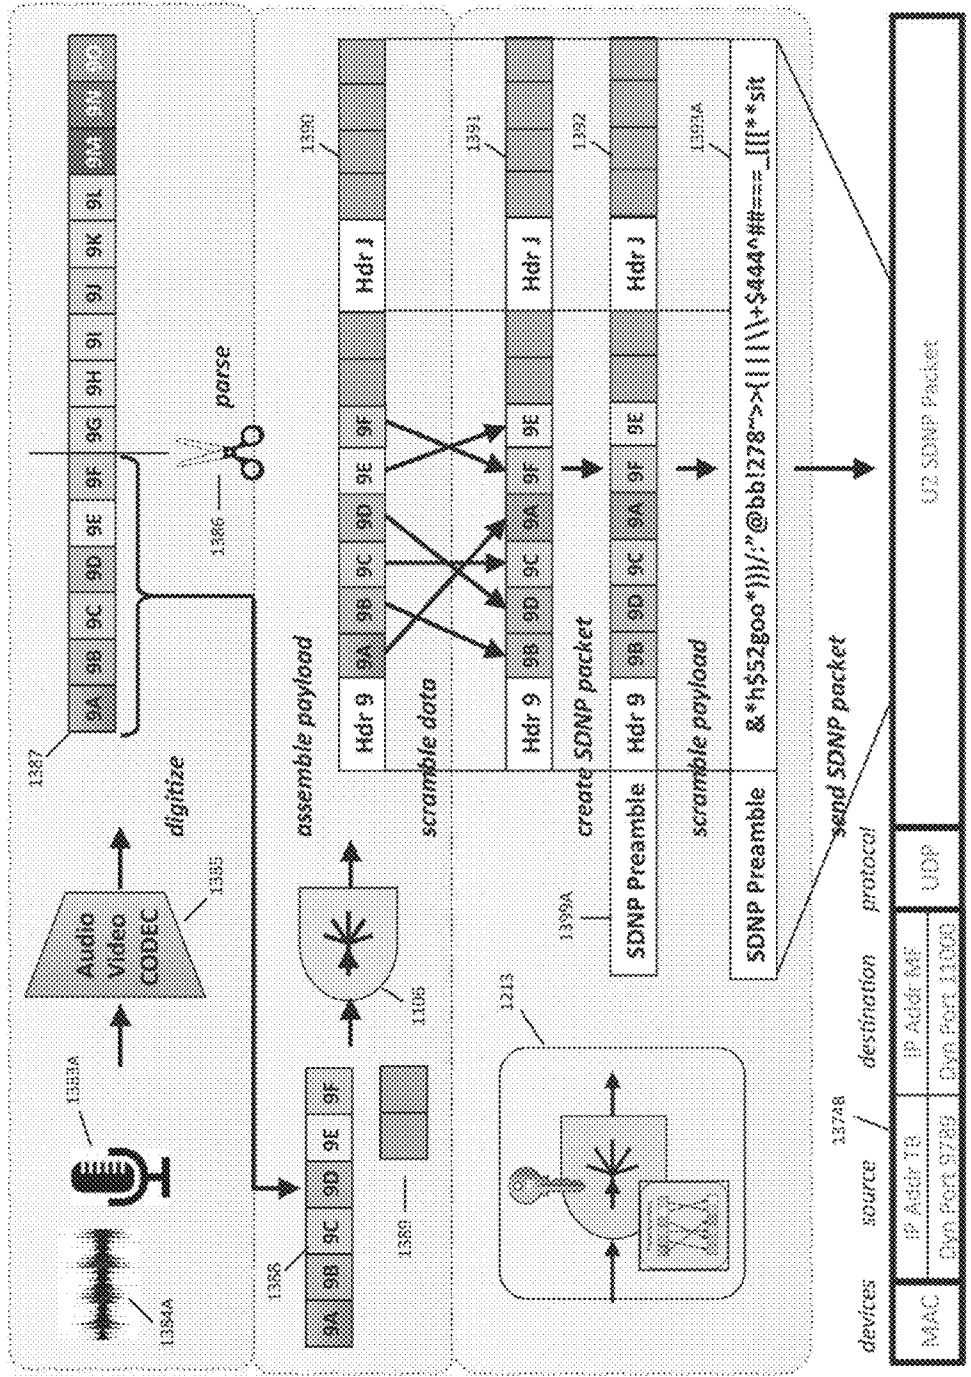 1384A
1383A
Audio
Video
CODEC
1385
digitize
1387
9A 9B 9C 9D 9E 9F 9G 9H 9I 9J 9K 9L 9M 9N 9O
1386
parse
1388
9A 9B 9C 9D 9E 9F
1389
1106
assemble payload
1390
Hdr 9 9A 9B 9C 9D 9E 9F Hdr J
scramble data
1391
Hdr 9 9B 9D 9C 9A 9F 9E Hdr J
1213
create SDNP packet
1392
1399A
SDNP Preamble Hdr 9 9B 9D 9C 9A 9F 9E Hdr J
scramble payload
1393A
SDNP Preamble
send SDNP packet
1374B
devices source destination protocol
MAC
IP Addr TB IP Addr MF
Dyn Port 9785 Dyn Port 11000
UDP
U2 SDNP Packet